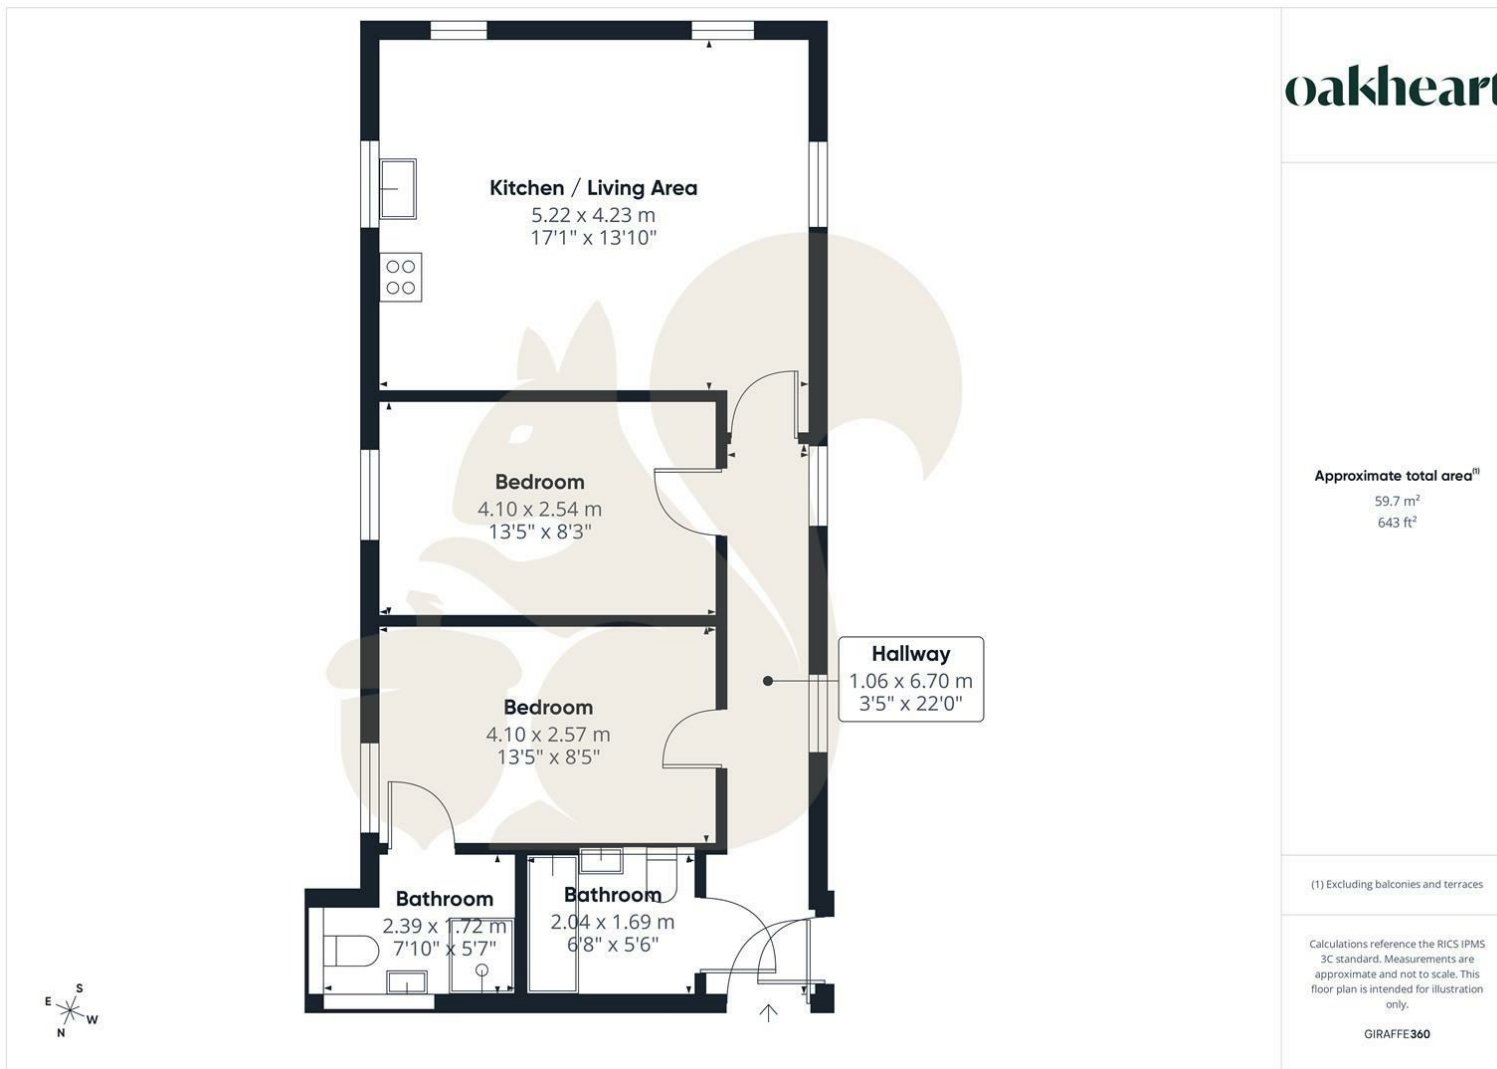 oakheart
Kitchen / Living Area
5.22 x 4.23 m
17'1" x 13'10"
Bedroom
4.10 x 2.54 m
13'5" x 8'3"
Bedroom
4.10 x 2.57 m
13'5" x 8'5"
Hallway
1.06 x 6.70 m
3'5" x 22'0"
Bathroom
2.39 x 1.72 m
7'10" x 5'7"
Bathroom
2.04 x 1.69 m
6'8" x 5'6"
S
E
W
N
Approximate total area(1)
59.7 m²
643 ft²
(1) Excluding balconies and terraces
Calculations reference the RICS IPMS
3C standard. Measurements are
approximate and not to scale. This
floor plan is intended for illustration
only.
GIRAFFE360